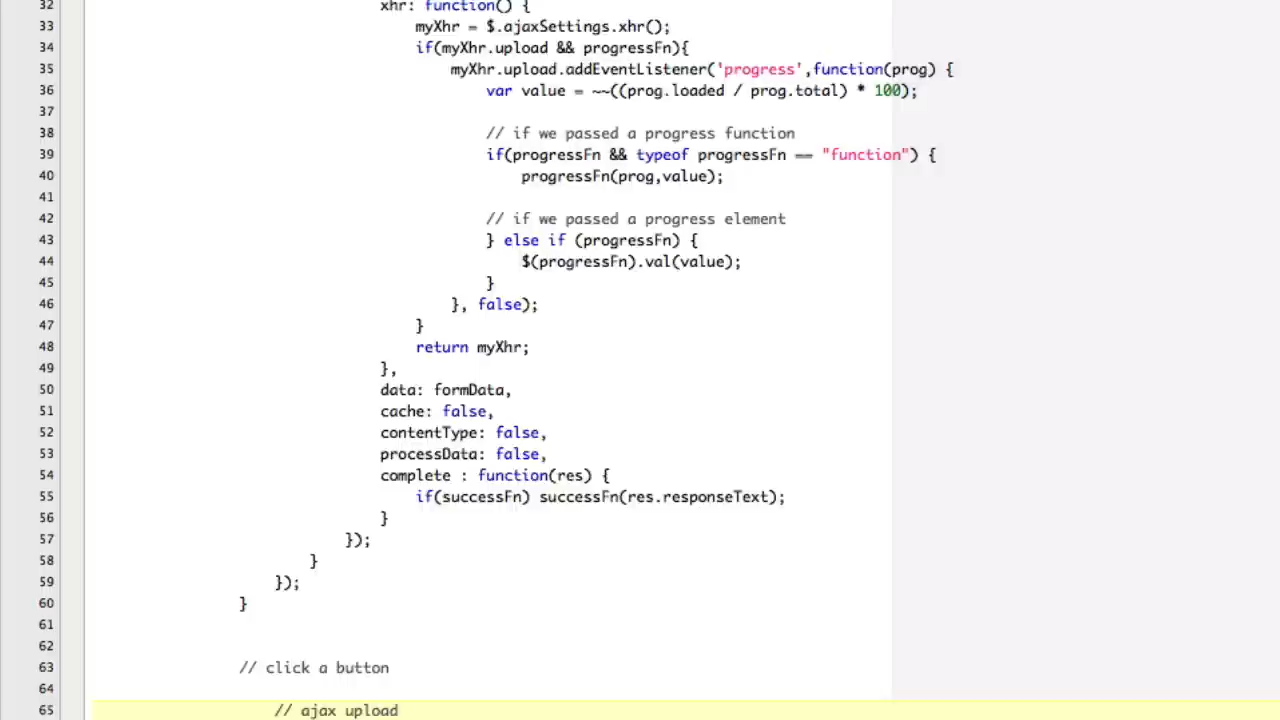 32 xhr: function() {
33 myXhr = $.ajaxSettings.xhr();
34 if(myXhr.upload && progressFn){
35 myXhr.upload.addEventListener('progress',function(prog) {
36 var value = ~~((prog.loaded / prog.total) * 100);
37
38 // if we passed a progress function
39 if(progressFn && typeof progressFn == "function") {
40 progressFn(prog,value);
41
42 // if we passed a progress element
43 } else if (progressFn) {
44 $(progressFn).val(value);
45 }
46 }, false);
47 }
48 return myXhr;
49 },
50 data: formData,
51 cache: false,
52 contentType: false,
53 processData: false,
54 complete : function(res) {
55 if(successFn) successFn(res.responseText);
56 }
57 });
58 }
59 });
60 }
61
62
63 // click a button
64
65 // ajax upload